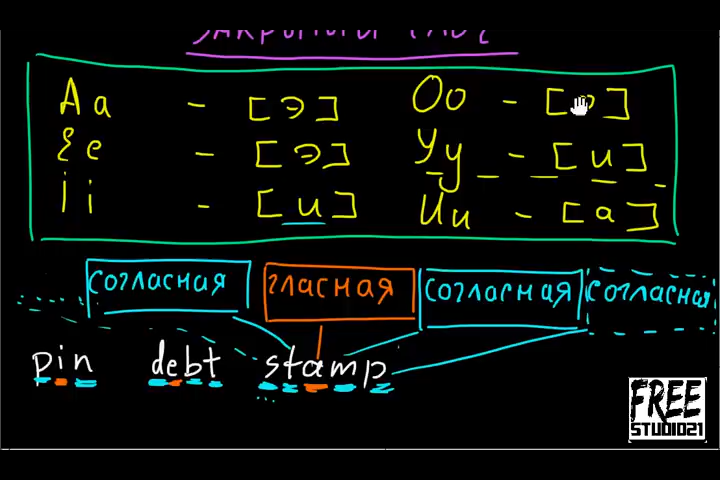 Aa - [э] Oo - [о]
Ee - [э] Yy - [и]
Ii - [и] Uu - [а]
согласная гласная согласная согласная
pin debt stamp
FREE
STUDIO21